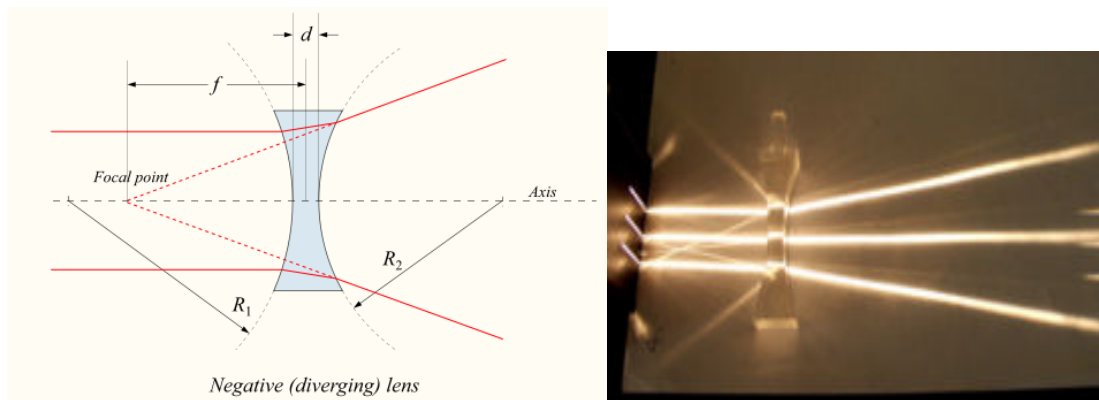 d
f
Focal point
Axis
R2
R1
Negative (diverging) lens